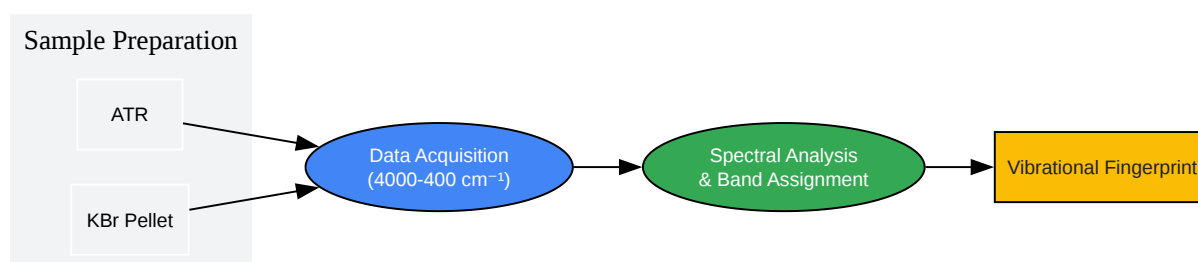 Sample Preparation
ATR
KBr Pellet
Data Acquisition
(4000-400 cm⁻¹)
Spectral Analysis
& Band Assignment
Vibrational Fingerprint